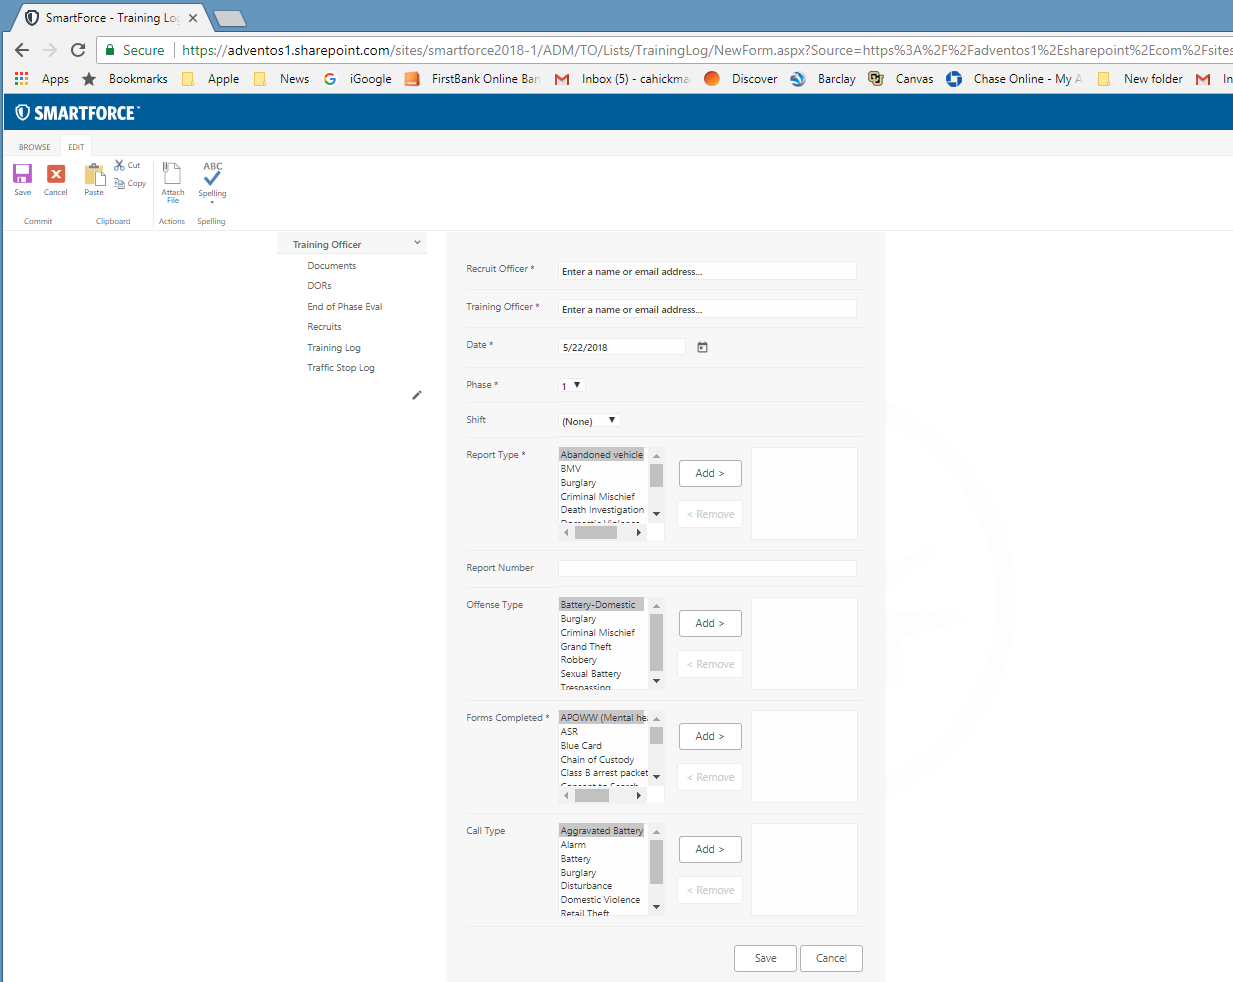 SmartForce - Training Log
Secure https://adventos1.sharepoint.com/sites/smartforce2018-1/ADM/TO/Lists/TrainingLog/NewForm.aspx?Source=https%3A%2F%2Fadventos1%2Esharepoint%2Ecom%2Fsites
Apps Bookmarks Apple News G iGoogle FirstBank Online Ban Inbox (5) - cahickma Discover Barclay Canvas Chase Online - My A New folder In
SMARTFORCE
BROWSE EDIT
Save Cancel Paste Cut Copy Attach File ABC Spelling
Commit Clipboard Actions Spelling
Training Officer
Documents
DORs
End of Phase Eval
Recruits
Training Log
Traffic Stop Log
Recruit Officer * Enter a name or email address...
Training Officer * Enter a name or email address...
Date * 5/22/2018
Phase * 1
Shift (None)
Report Type * Abandoned vehicle
BMV
Burglary
Criminal Mischief
Death Investigation
Domestic Violence
Add >
< Remove
Report Number
Offense Type Battery-Domestic
Burglary
Criminal Mischief
Grand Theft
Robbery
Sexual Battery
Trespassing
Add >
< Remove
Forms Completed * APOWW (Mental hea
ASR
Blue Card
Chain of Custody
Class B arrest packet
Consent to Search
Add >
< Remove
Call Type Aggravated Battery
Alarm
Battery
Burglary
Disturbance
Domestic Violence
Retail Theft
Add >
< Remove
Save Cancel